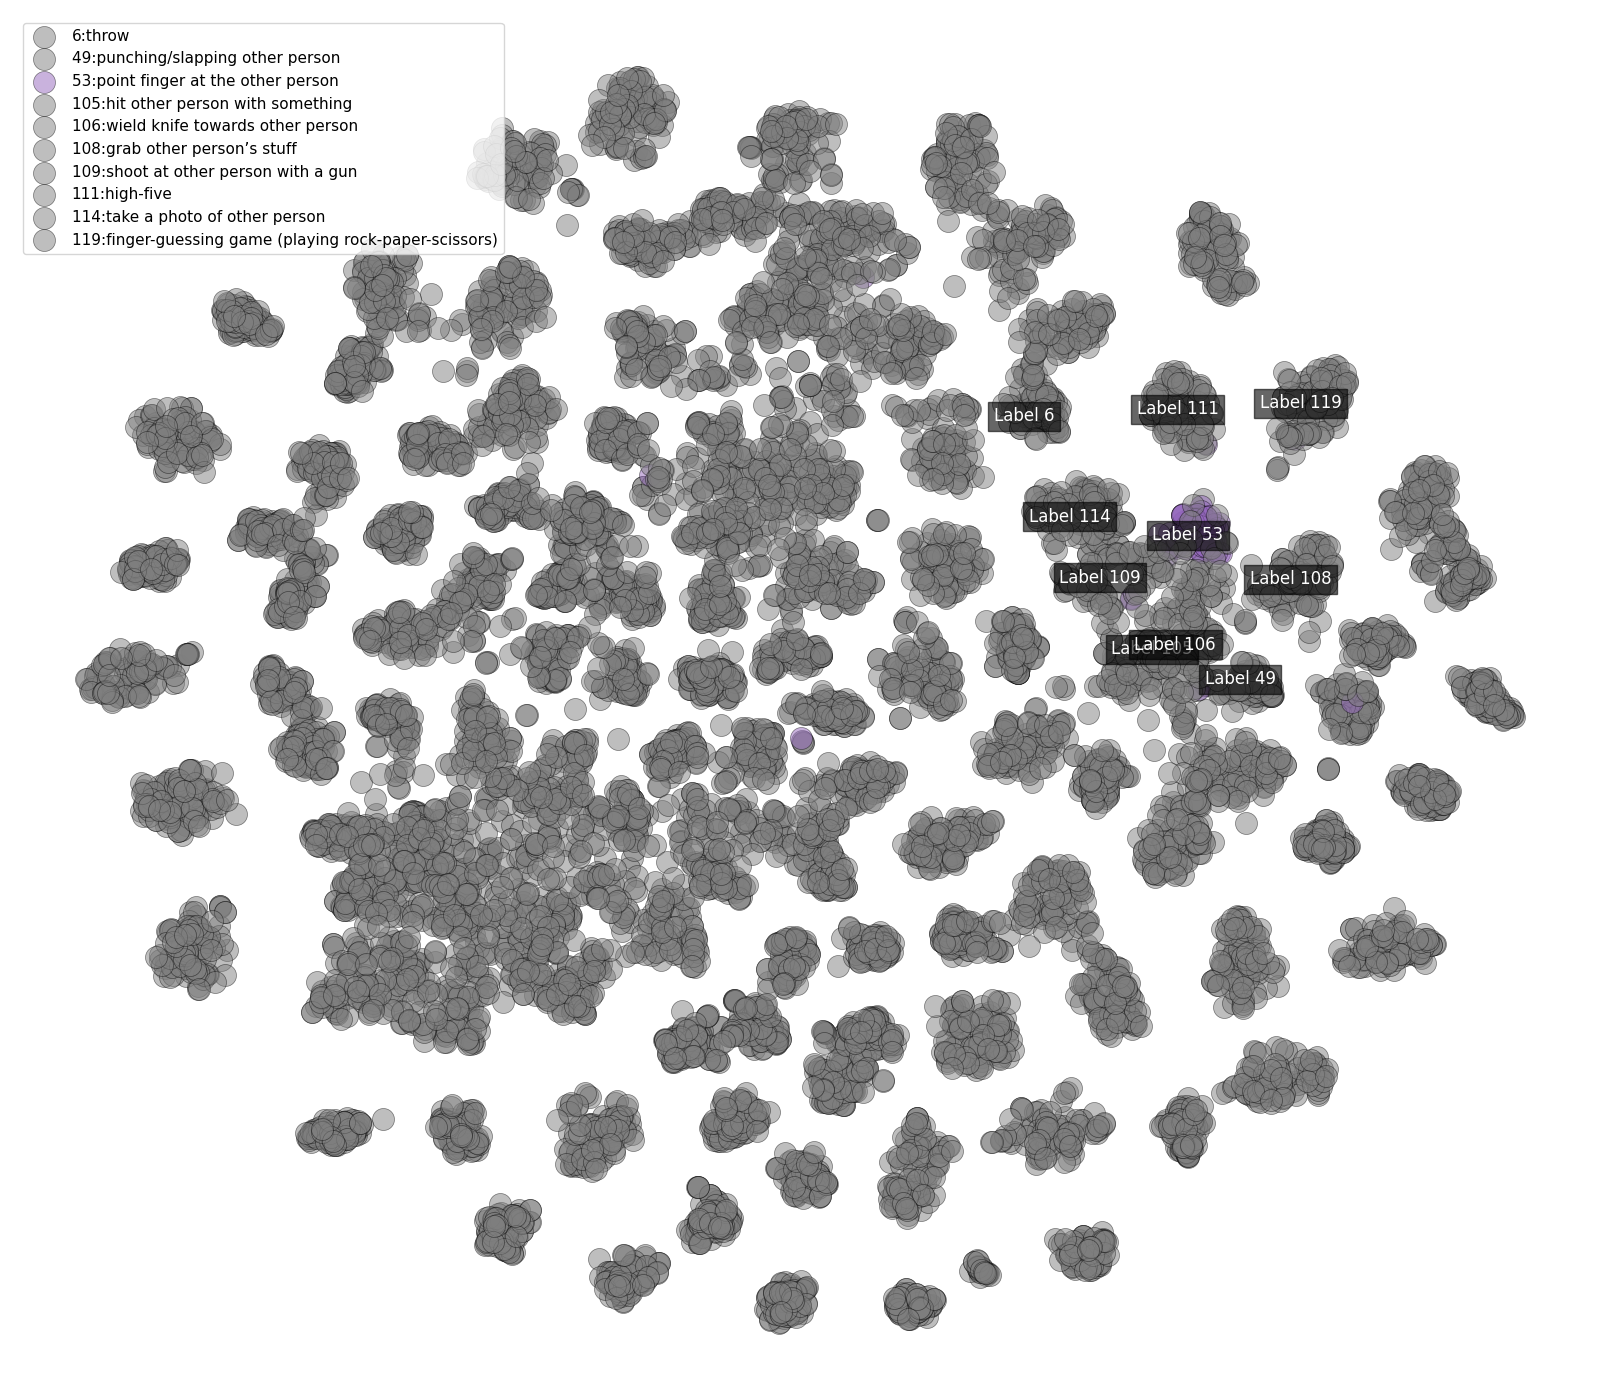 6:throw
49:punching/slapping other person
53:point finger at the other person
105:hit other person with something
106:wield knife towards other person
108:grab other person’s stuff
109:shoot at other person with a gun
111:high-five
114:take a photo of other person
119:finger-guessing game (playing rock-paper-scissors)
Label 119
Label 111
Label 6
Label 114
Label 53
Label 109
Label 108
Label 106
Label 105
Label 49